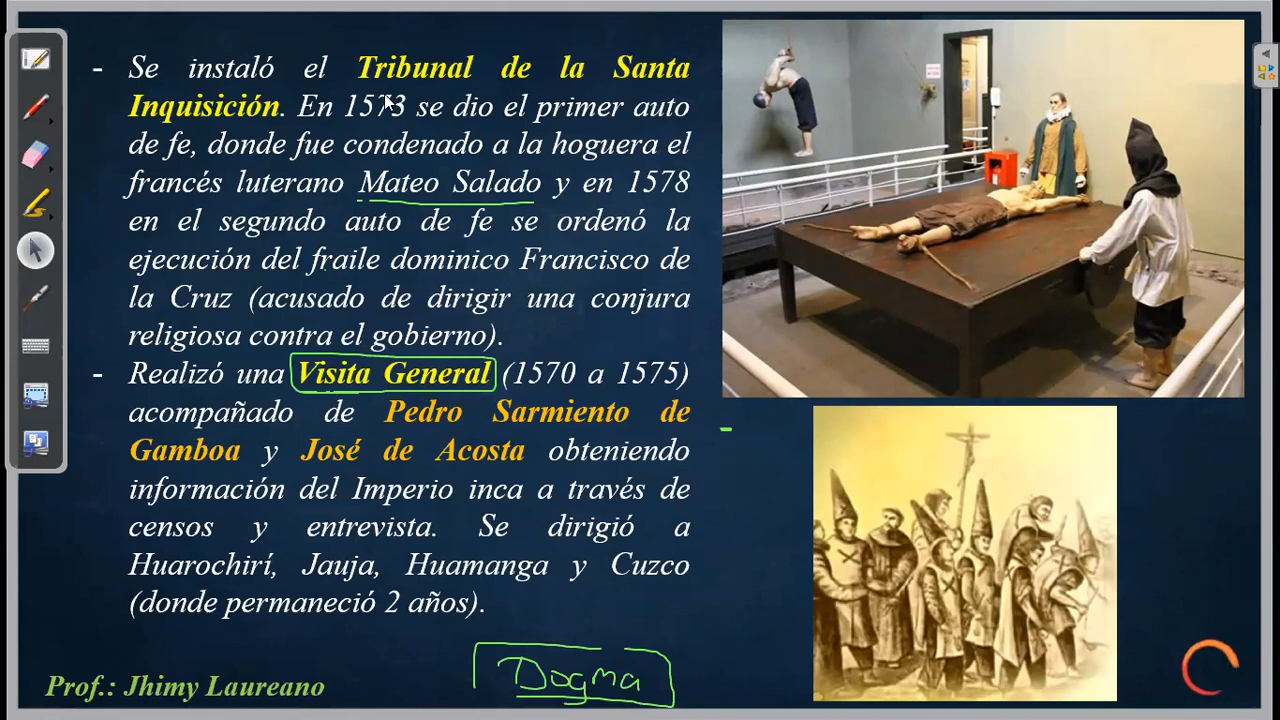 - Se instaló el Tribunal de la Santa
Inquisición. En 1573 se dio el primer auto
de fe, donde fue condenado a la hoguera el
francés luterano Mateo Salado y en 1578
en el segundo auto de fe se ordenó la
ejecución del fraile dominico Francisco de
la Cruz (acusado de dirigir una conjura
religiosa contra el gobierno).
- Realizó una Visita General (1570 a 1575)
acompañado de Pedro Sarmiento de
Gamboa y José de Acosta obteniendo
información del Imperio inca a través de
censos y entrevista. Se dirigió a
Huarochirí, Jauja, Huamanga y Cuzco
(donde permaneció 2 años).
Dogma
Prof.: Jhimy Laureano